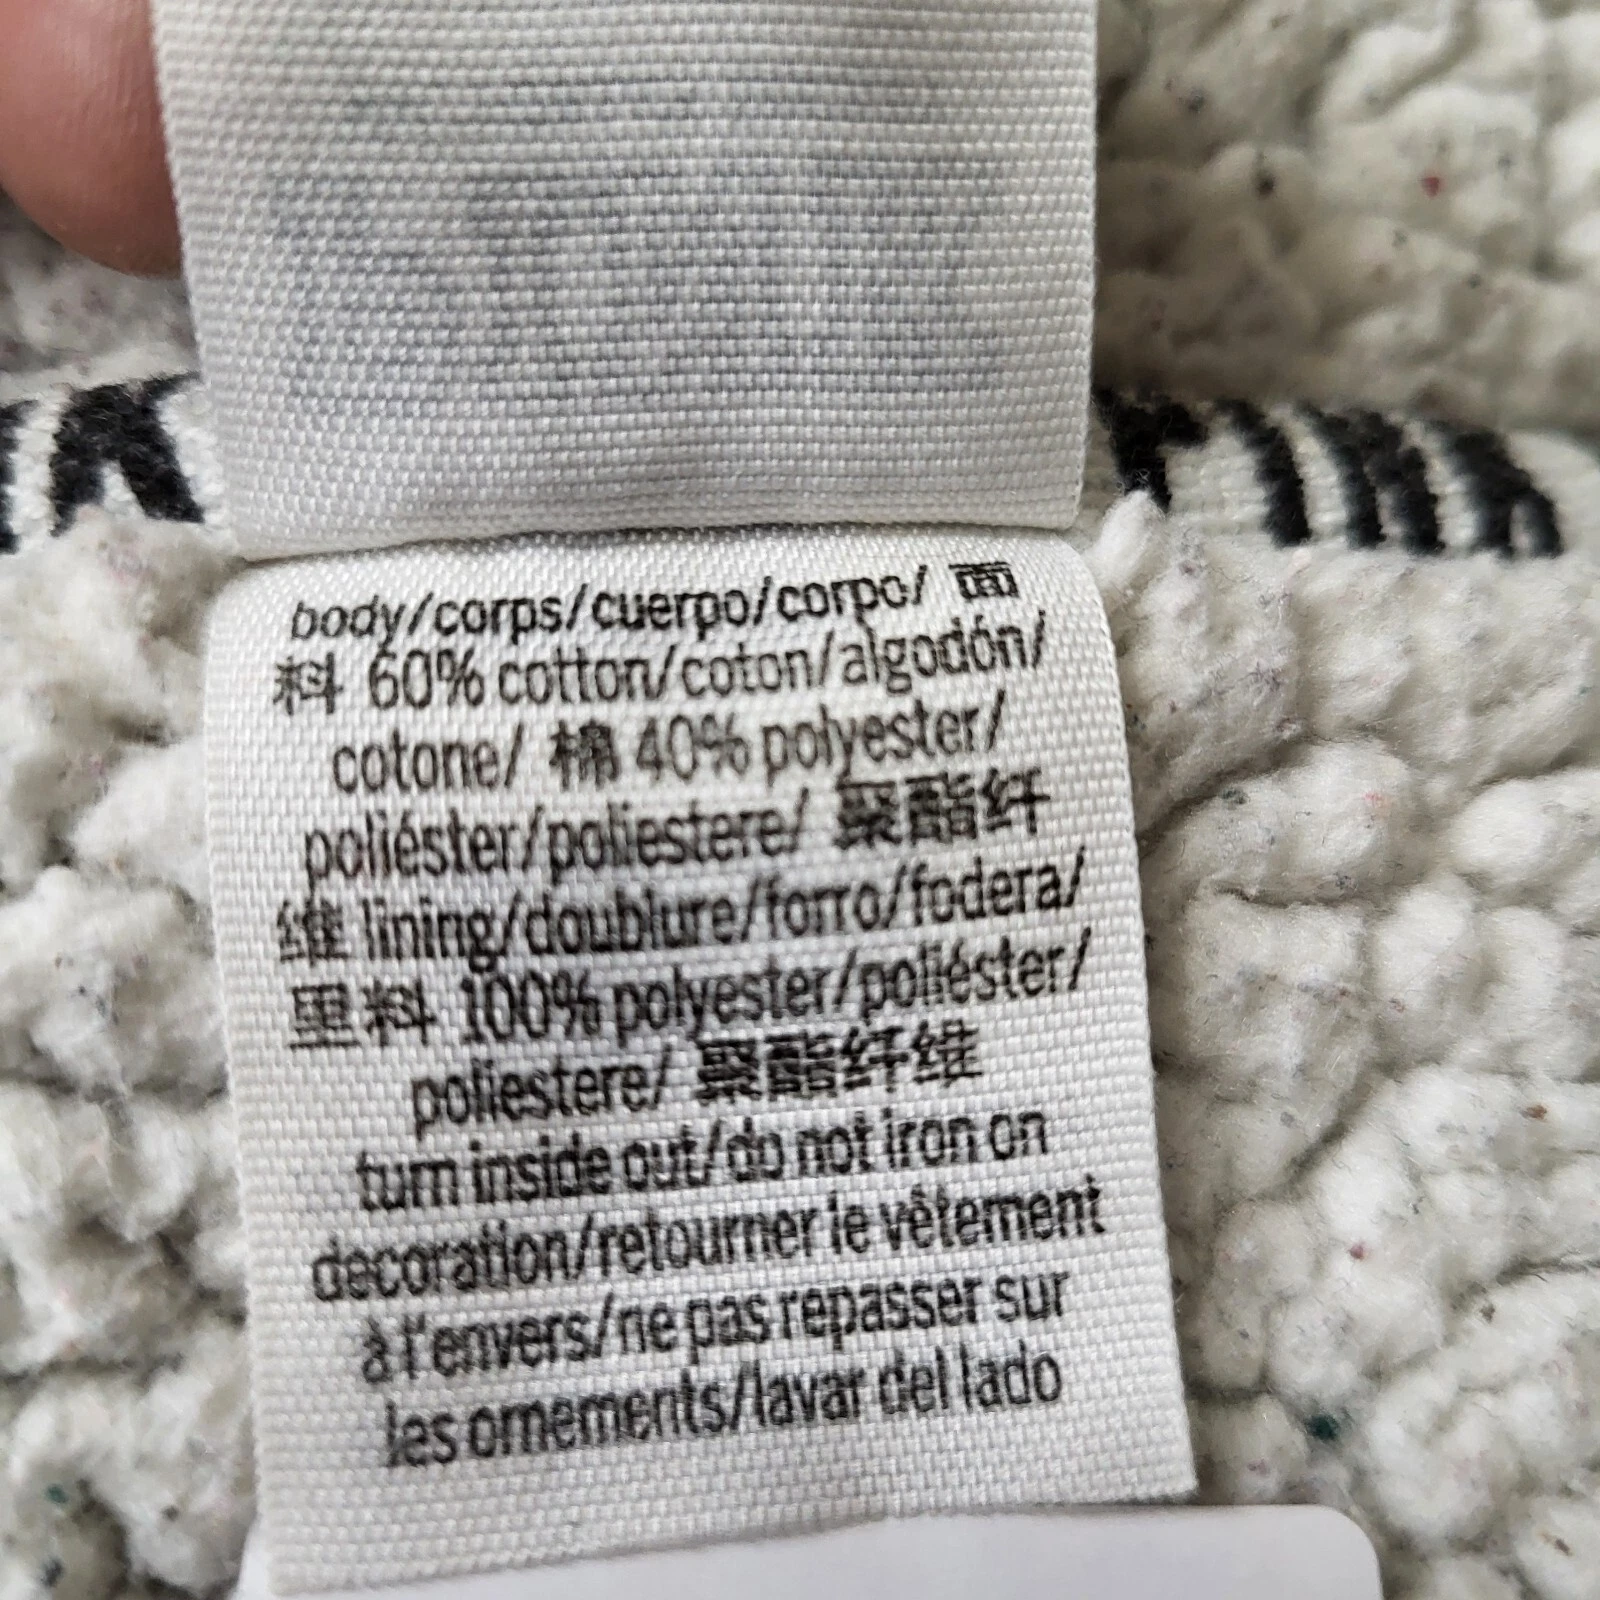 body/corps/cuerpo/corpo/ 面
料 60% cotton/coton/algodón/
cotone/ 棉 40% polyester/
poliéster/poliestere/ 聚酯纤
维 lining/doublure/forro/fodera/
里料 100% polyester/poliéster/
poliestere/ 聚酯纤维
turn inside out/do not iron on
decoration/retourner le vêtement
à l'envers/ne pas repasser sur
les ornements/lavar del lado